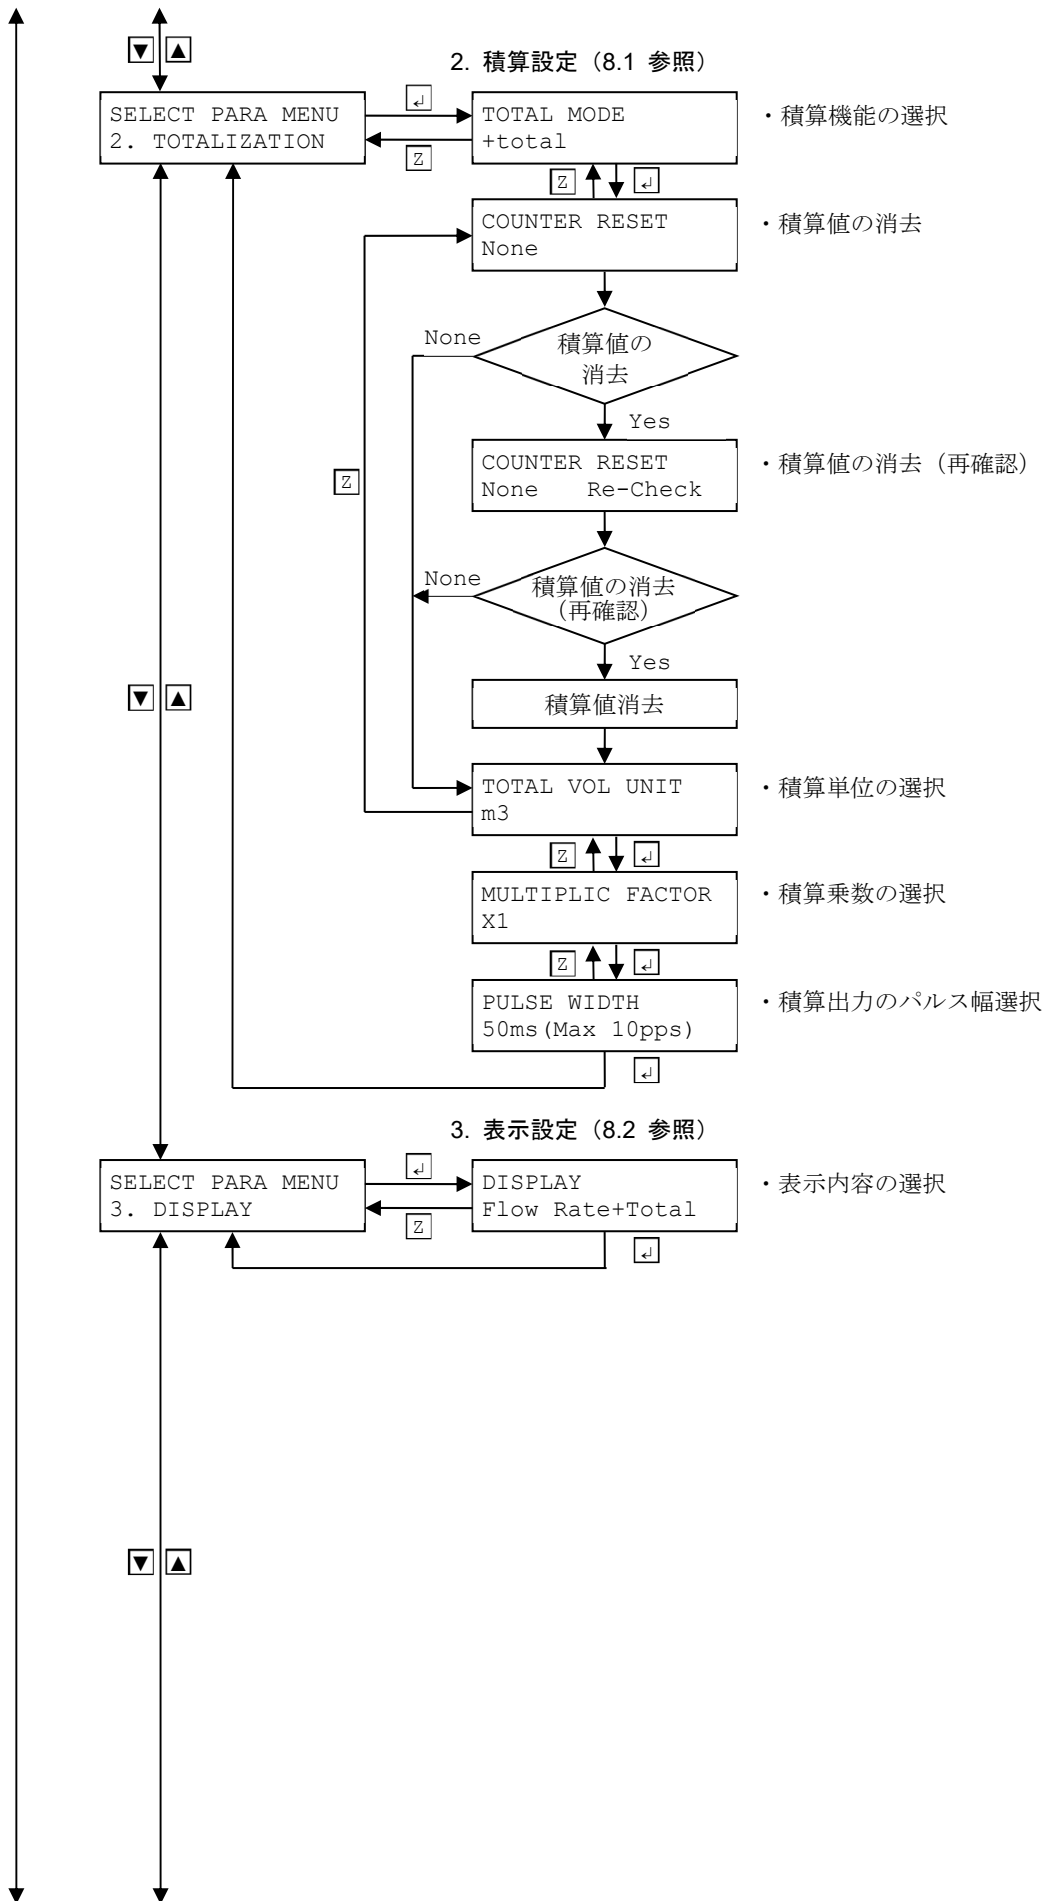 ▼ ▲
2. 積算設定（8.1 参照）
SELECT PARA MENU
2. TOTALIZATION
↵
Z
TOTAL MODE
+total
・積算機能の選択
Z ↵
COUNTER RESET
None
・積算値の消去
None
積算値の
消去
Yes
COUNTER RESET
None Re-Check
・積算値の消去（再確認）
Z
None
積算値の消去
（再確認）
Yes
▼ ▲
積算値消去
TOTAL VOL UNIT
m3
・積算単位の選択
Z ↵
MULTIPLIC FACTOR
X1
・積算乗数の選択
Z ↵
PULSE WIDTH
50ms(Max 10pps)
・積算出力のパルス幅選択
↵
3. 表示設定（8.2 参照）
SELECT PARA MENU
3. DISPLAY
↵
Z
DISPLAY
Flow Rate+Total
・表示内容の選択
↵
▼ ▲